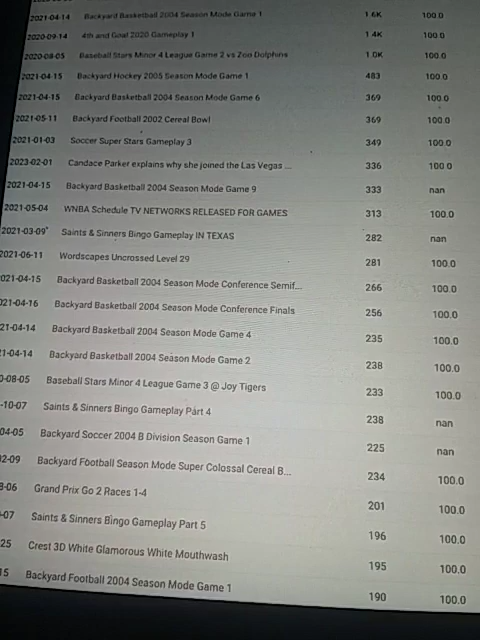 2021-04-14 Backyard Basketball 2004 Season Mode Game 1 1.6K 100.0
2020-09-14 4th and Goal 2020 Gameplay 1 1.4K 100.0
2020-08-05 Baseball Stars Minor 4 League Game 2 vs Zoo Dolphins 1.0K 100.0
2021-04-15 Backyard Hockey 2005 Season Mode Game 1 483 100.0
2021-04-15 Backyard Basketball 2004 Season Mode Game 6 369 100.0
2021-05-11 Backyard Football 2002 Cereal Bowl 369 100.0
2021-01-03 Soccer Super Stars Gameplay 3 349 100.0
2023-02-01 Candace Parker explains why she joined the Las Vegas ... 336 100.0
2021-04-15 Backyard Basketball 2004 Season Mode Game 9 333 nan
2021-05-04 WNBA Schedule TV NETWORKS RELEASED FOR GAMES 313 100.0
2021-03-09 Saints & Sinners Bingo Gameplay IN TEXAS 282 nan
2021-06-11 Wordscapes Uncrossed Level 29 281 100.0
021-04-15 Backyard Basketball 2004 Season Mode Conference Semif... 266 100.0
021-04-16 Backyard Basketball 2004 Season Mode Conference Finals 256 100.0
21-04-14 Backyard Basketball 2004 Season Mode Game 4 235 100.0
1-04-14 Backyard Basketball 2004 Season Mode Game 2 238 100.0
0-08-05 Baseball Stars Minor 4 League Game 3 @ Joy Tigers 233 100.0
-10-07 Saints & Sinners Bingo Gameplay Part 4 238 nan
04-05 Backyard Soccer 2004 B Division Season Game 1 225 nan
02-09 Backyard Football Season Mode Super Colossal Cereal B... 234 100.0
8-06 Grand Prix Go 2 Races 1-4 201 100.0
-07 Saints & Sinners Bingo Gameplay Part 5 196 100.0
25 Crest 3D White Glamorous White Mouthwash 195 100.0
15 Backyard Football 2004 Season Mode Game 1 190 100.0